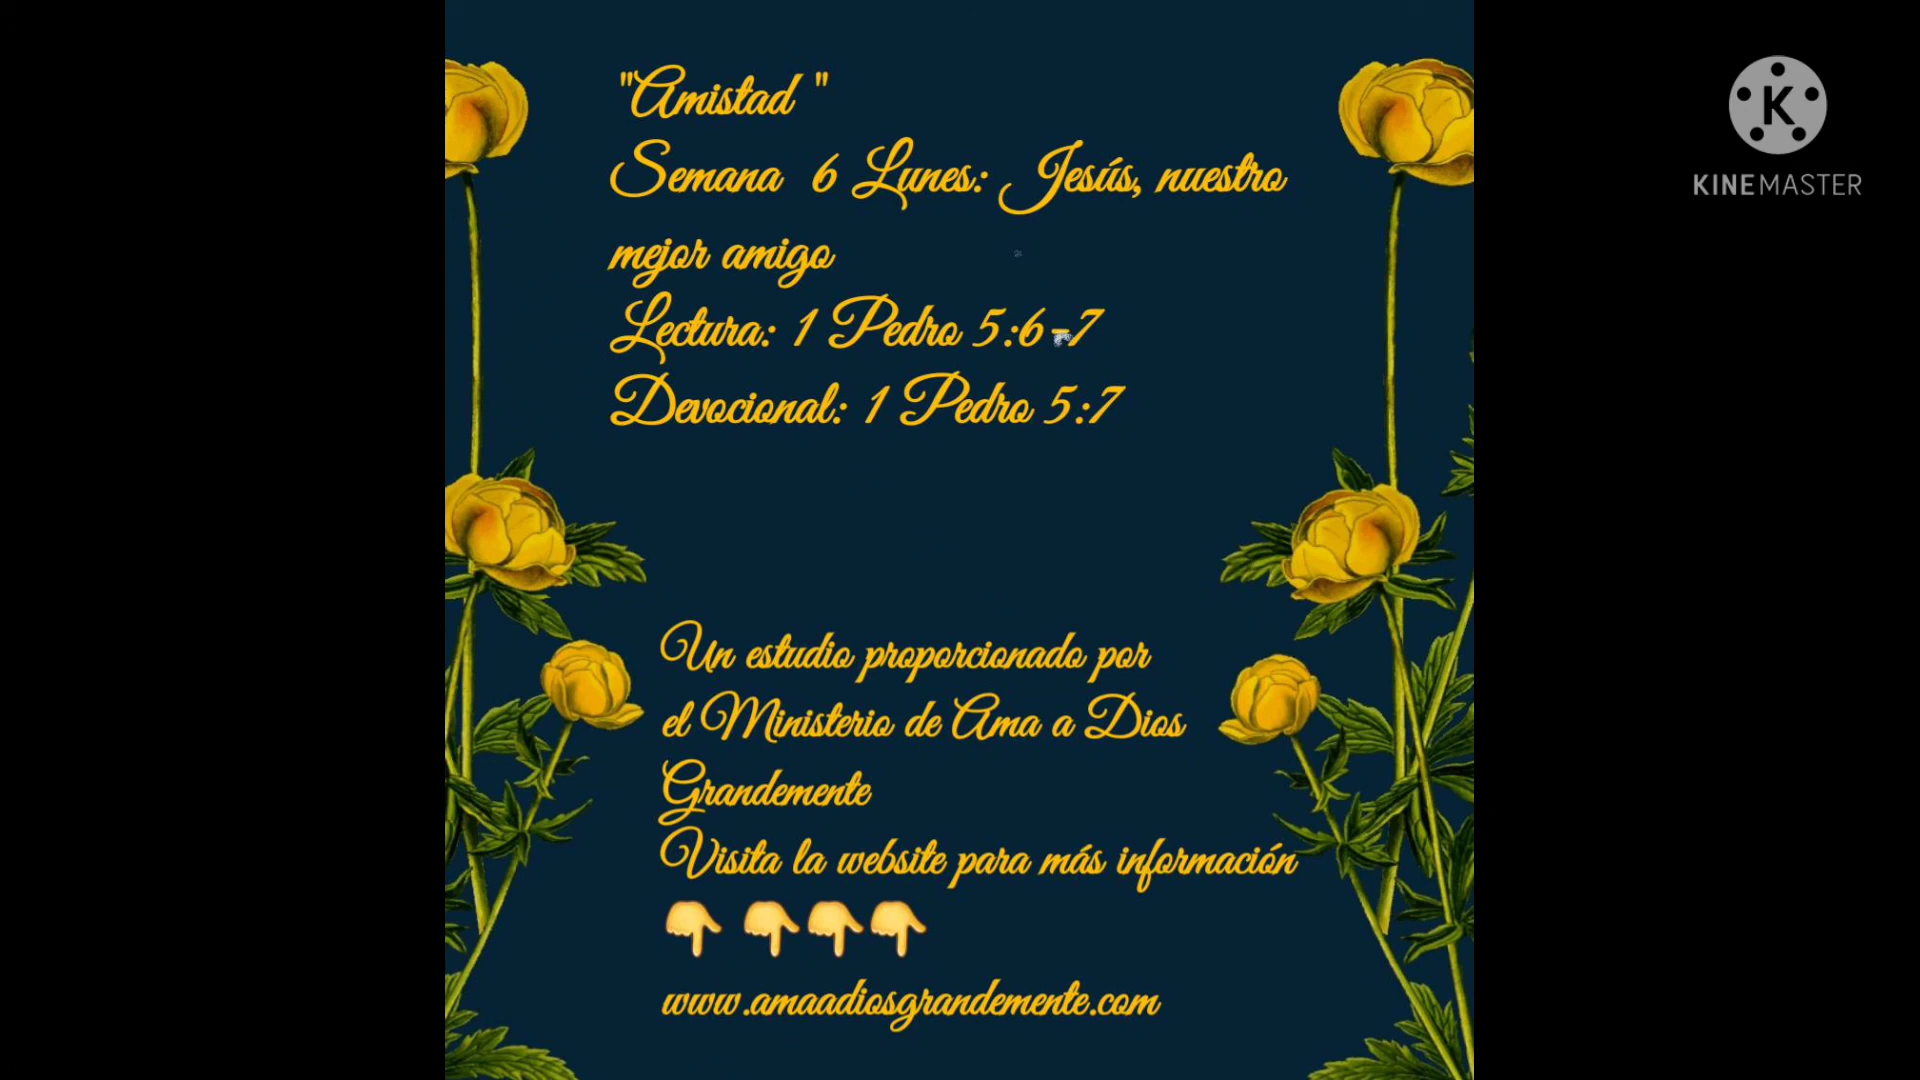 "Amistad "
Semana 6 Lunes: Jesús, nuestro
mejor amigo
Lectura: 1 Pedro 5:6-7
Devocional: 1 Pedro 5:7
Un estudio proporcionado por
el Ministerio de Ama a Dios
Grandemente
Visita la website para más información
👇 👇👇👇
www.amaadiosgrandemente.com
K
KINEMASTER